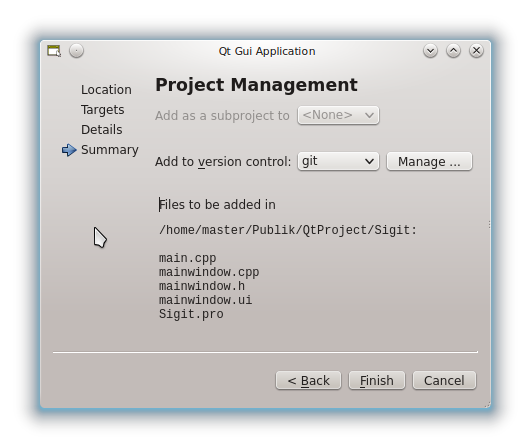 Qt Gui Application
Location
Targets
Details
Summary
Project Management
Add as a subproject to <None>
Add to version control: git Manage ...
Files to be added in
/home/master/Publik/QtProject/Sigit:
main.cpp
mainwindow.cpp
mainwindow.h
mainwindow.ui
Sigit.pro
< Back Finish Cancel